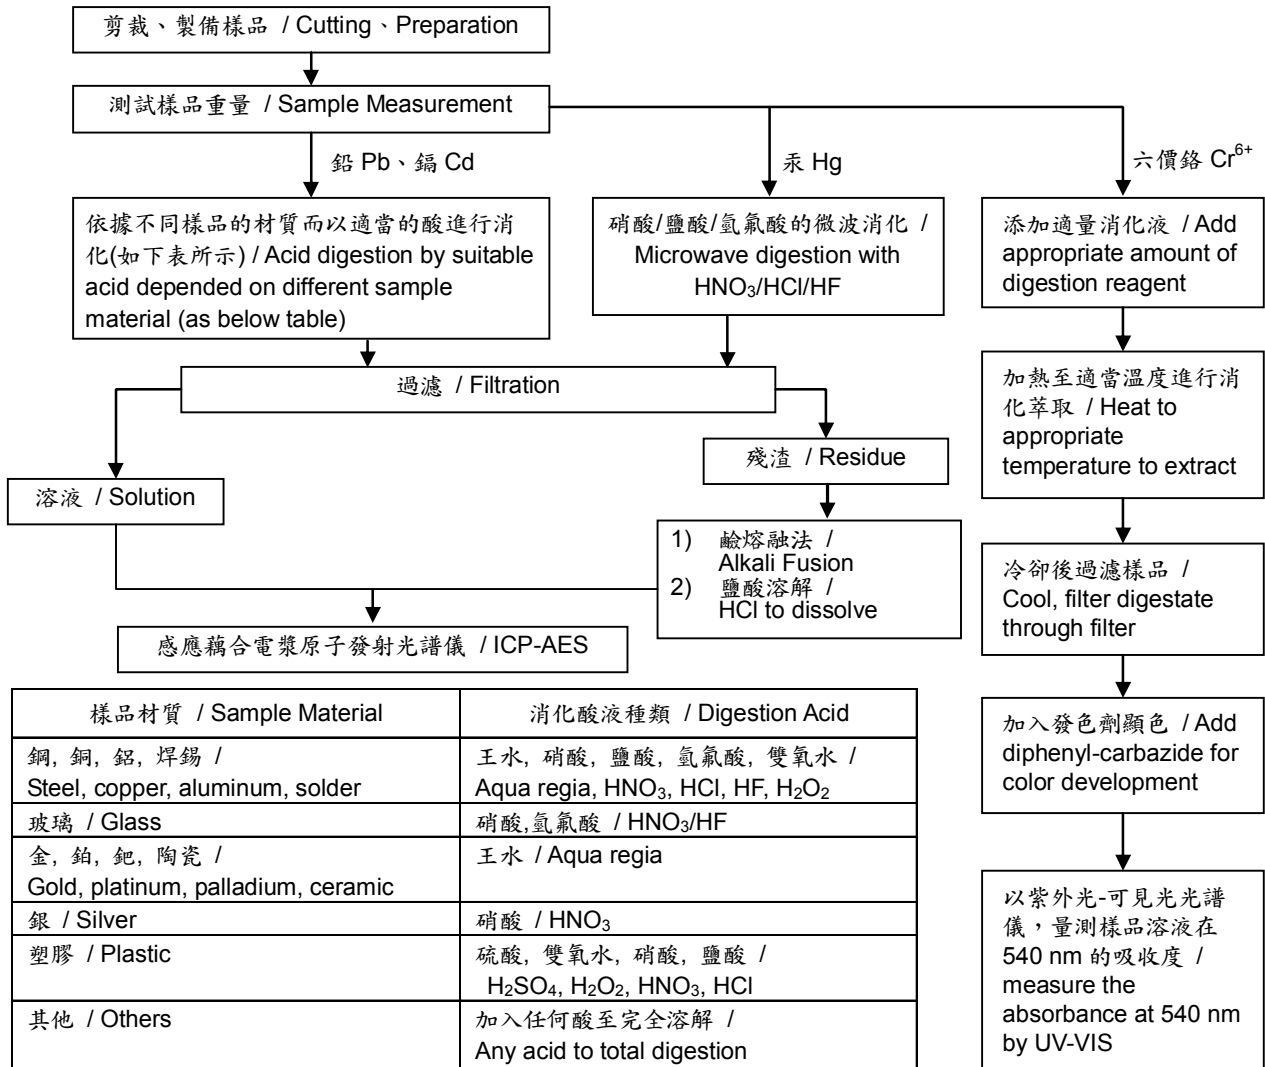 剪裁、製備樣品 / Cutting、Preparation
測試樣品重量 / Sample Measurement
鉛 Pb、鎘 Cd
汞 Hg
六價鉻 Cr⁶⁺
依據不同樣品的材質而以適當的酸進行消
化(如下表所示) / Acid digestion by suitable
acid depended on different sample
material (as below table)
硝酸/鹽酸/氫氟酸的微波消化 /
Microwave digestion with
HNO₃/HCl/HF
添加適量消化液 / Add
appropriate amount of
digestion reagent
過濾 / Filtration
加熱至適當溫度進行消
化萃取 / Heat to
appropriate
temperature to extract
殘渣 / Residue
溶液 / Solution
1) 鹼熔融法 /
Alkali Fusion
2) 鹽酸溶解 /
HCl to dissolve
冷卻後過濾樣品 /
Cool, filter digestate
through filter
感應藕合電漿原子發射光譜儀 / ICP-AES
加入發色劑顯色 / Add
diphenyl-carbazide for
color development
以紫外光-可見光光譜
儀，量測樣品溶液在
540 nm 的吸收度 /
measure the
absorbance at 540 nm
by UV-VIS
樣品材質 / Sample Material
消化酸液種類 / Digestion Acid
鋼, 銅, 鋁, 焊錫 /
Steel, copper, aluminum, solder
王水, 硝酸, 鹽酸, 氫氟酸, 雙氧水 /
Aqua regia, HNO₃, HCl, HF, H₂O₂
玻璃 / Glass
硝酸,氫氟酸 / HNO₃/HF
金, 鉑, 鈀, 陶瓷 /
Gold, platinum, palladium, ceramic
王水 / Aqua regia
銀 / Silver
硝酸 / HNO₃
塑膠 / Plastic
硫酸, 雙氧水, 硝酸, 鹽酸 /
H₂SO₄, H₂O₂, HNO₃, HCl
其他 / Others
加入任何酸至完全溶解 /
Any acid to total digestion